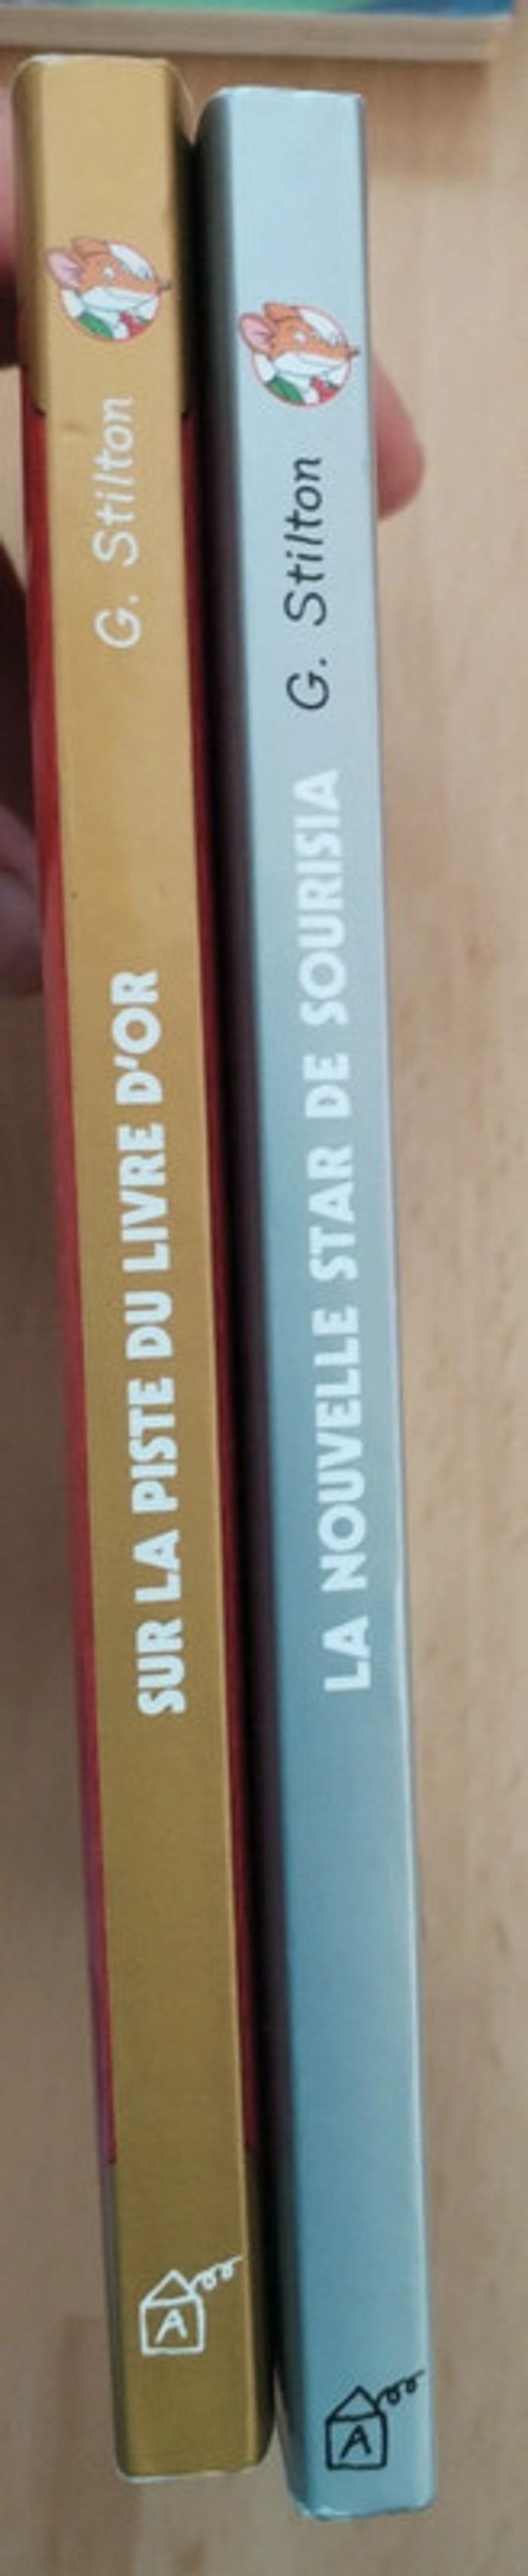 G. Stilton
SUR LA PISTE DU LIVRE D'OR
A
G. Stilton
LA NOUVELLE STAR DE SOURISIA
A